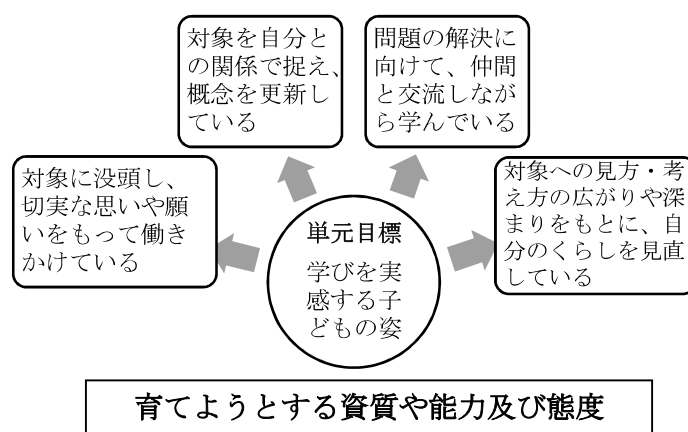 対象を自分と
の関係で捉え、
概念を更新し
ている
問題の解決に
向けて、仲間
と交流しなが
ら学んでいる
対象に没頭し、
切実な思いや願
いをもって働き
かけている
対象への見方・考
え方の広がりや深
まりをもとに、自
分のくらしを見直
している
単元目標
学びを実
感する子
どもの姿
育てようとする資質や能力及び態度